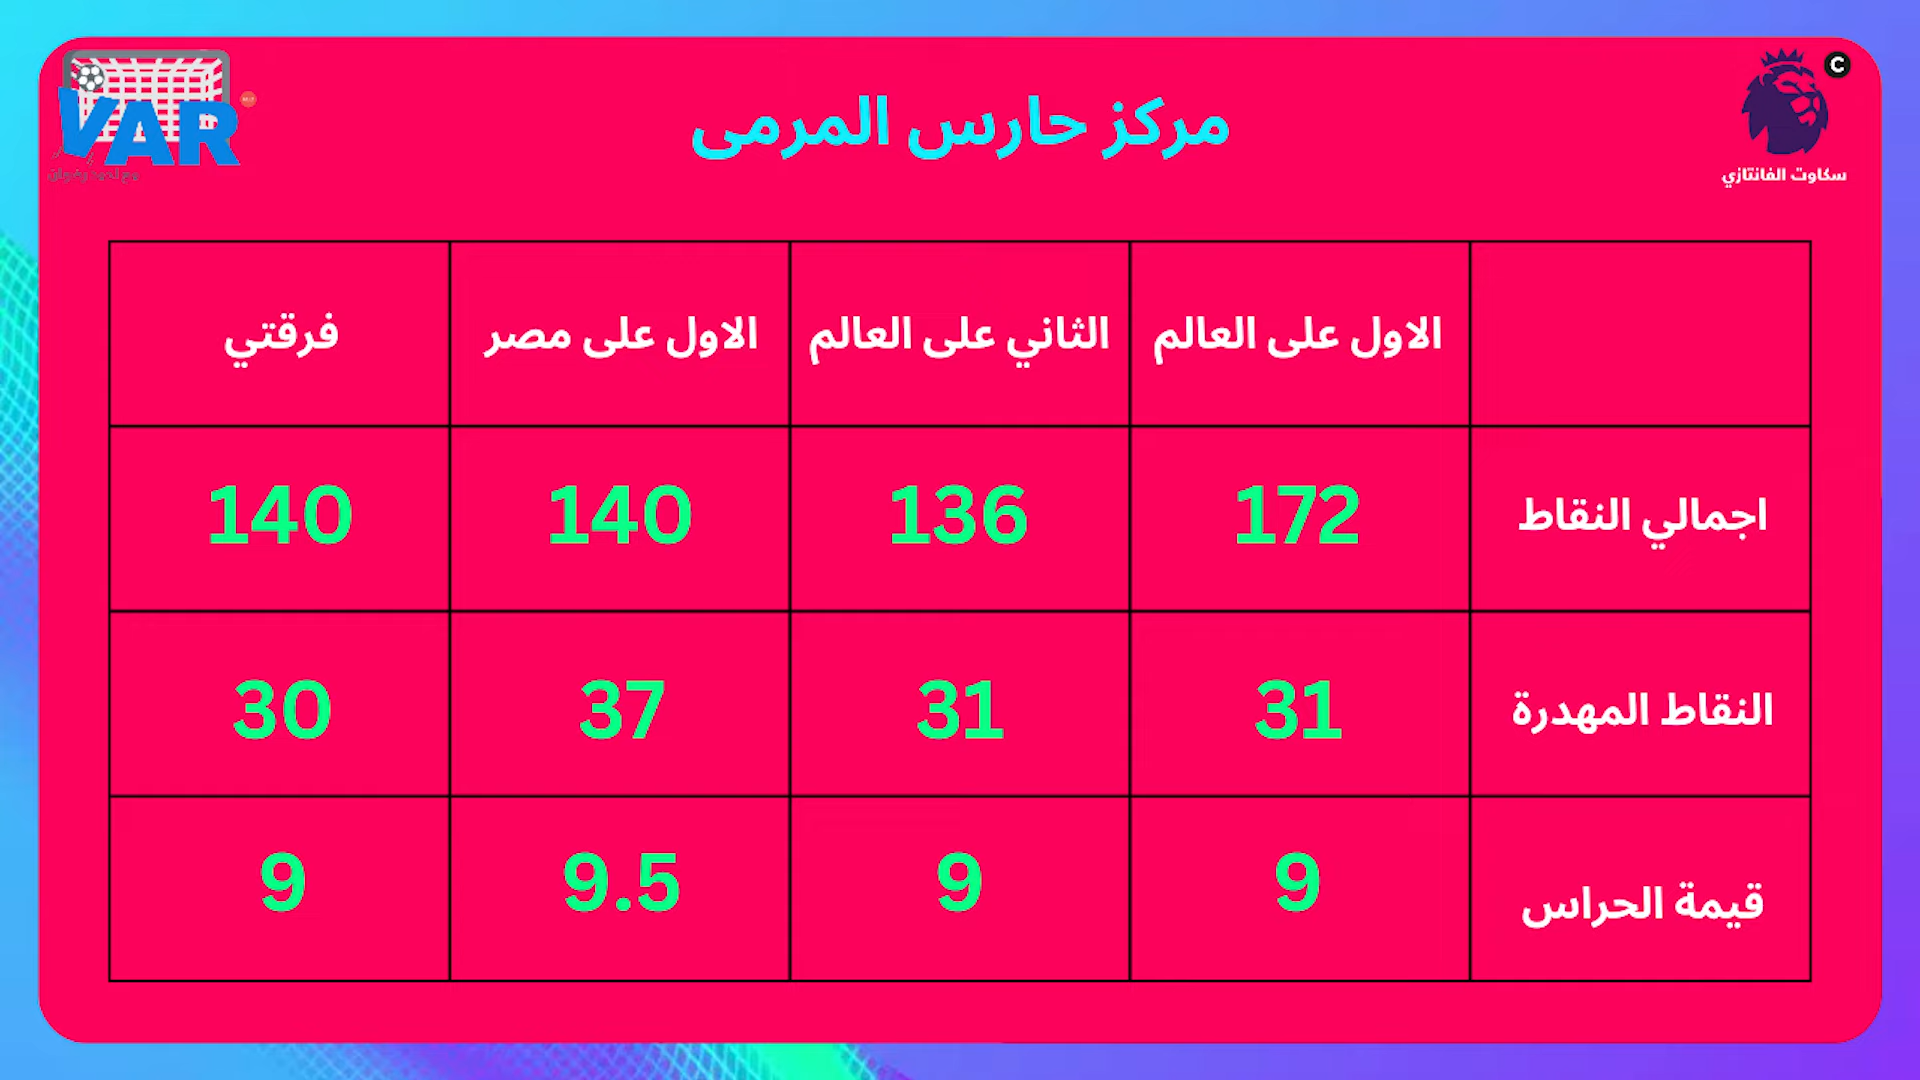 VAR
C
سكاوت الفانتازي
مركز حارس المرمى
الاول على العالم
الثاني على العالم
الاول على مصر
فرقتي
اجمالي النقاط
172
136
140
140
النقاط المهدرة
31
31
37
30
قيمة الحراس
9
9
9.5
9